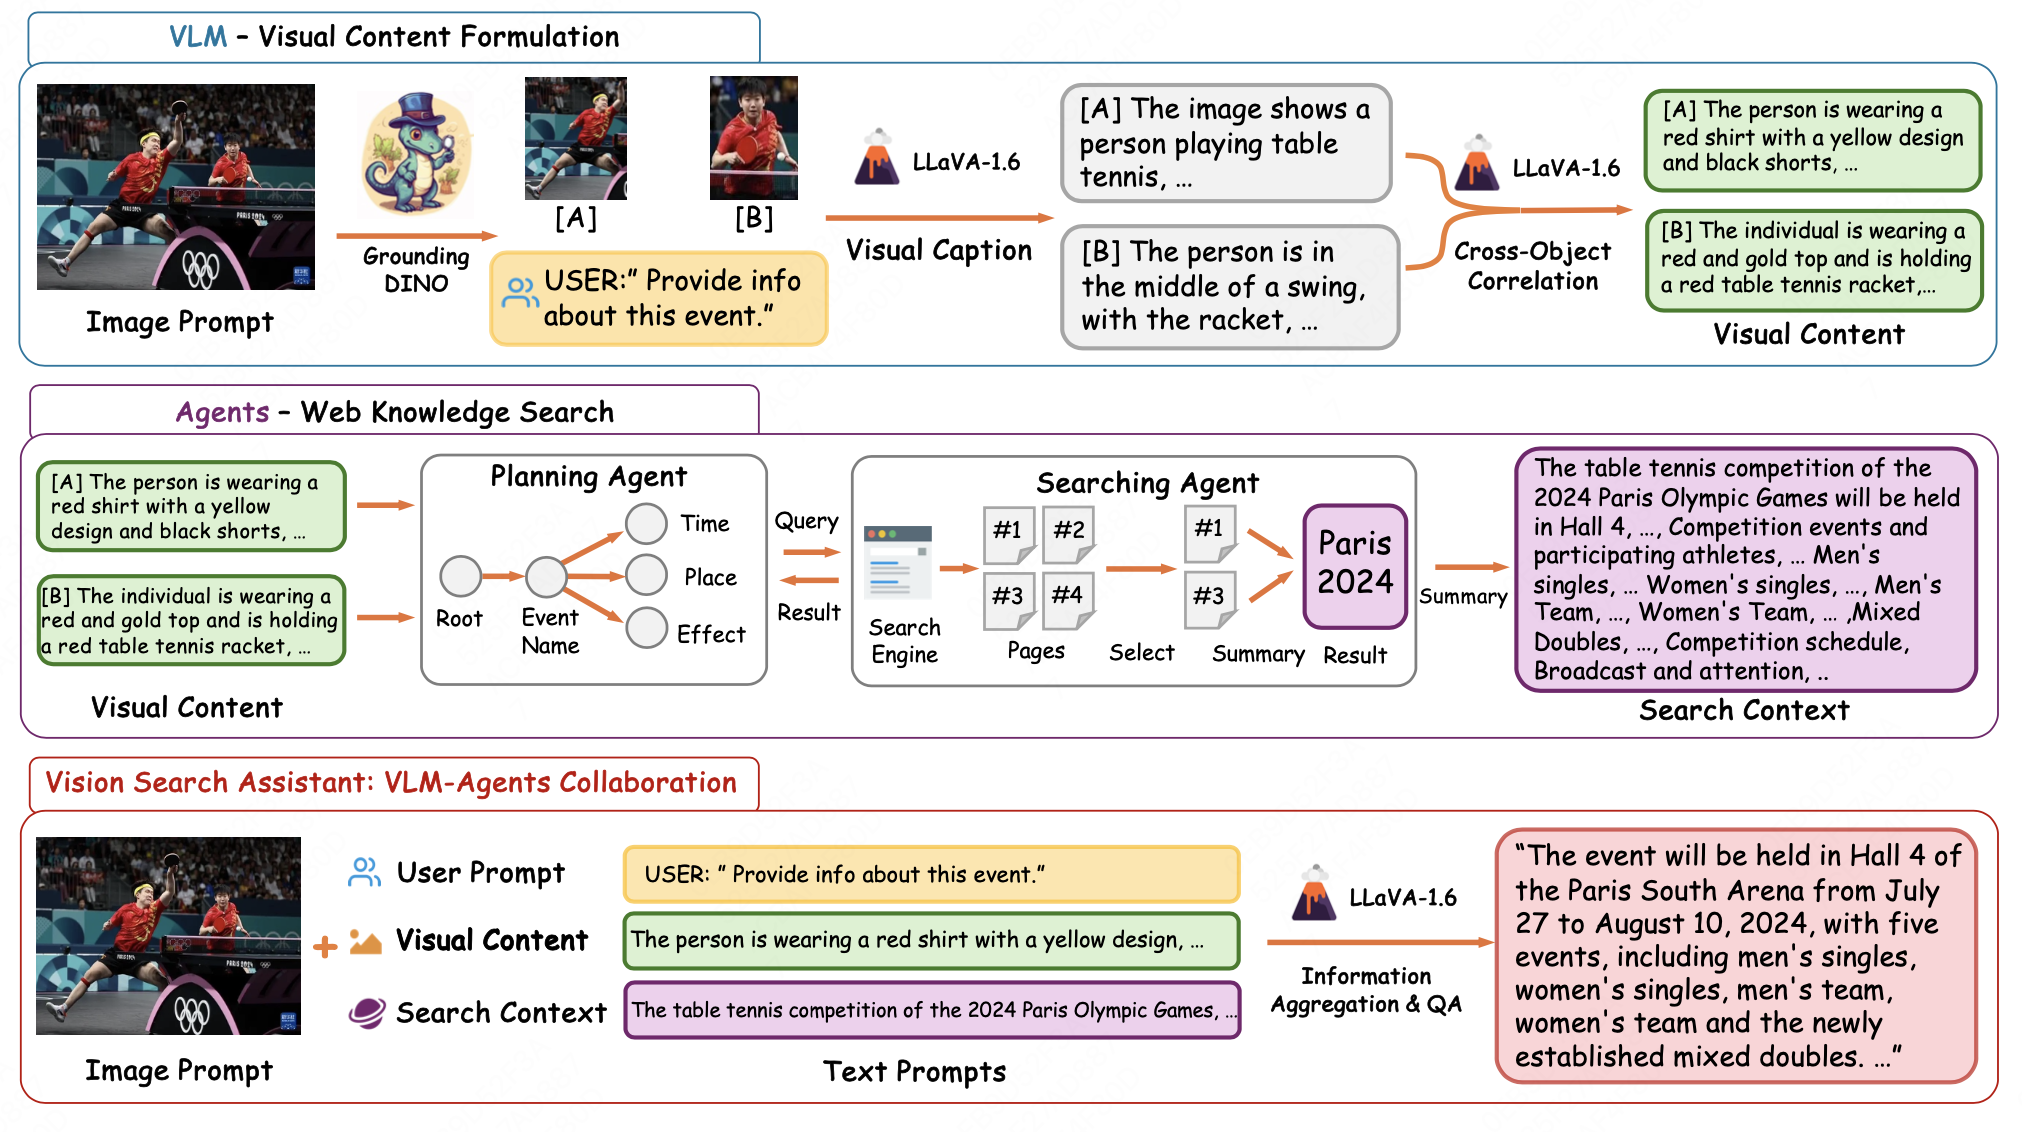 VLM – Visual Content Formulation
PARIS 2024
Image Prompt
Grounding
DINO
[A]
[B]
USER:" Provide info
about this event."
LLaVA-1.6
Visual Caption
[A] The image shows a
person playing table
tennis, ...
[B] The person is in
the middle of a swing,
with the racket, ...
LLaVA-1.6
Cross-Object
Correlation
[A] The person is wearing a
red shirt with a yellow design
and black shorts, ...
[B] The individual is wearing a
red and gold top and is holding
a red table tennis racket,...
Visual Content
Agents – Web Knowledge Search
[A] The person is wearing a
red shirt with a yellow
design and black shorts, ...
[B] The individual is wearing a
red and gold top and is holding
a red table tennis racket, ...
Visual Content
Planning Agent
Root
Event
Name
Time
Place
Effect
Query
Result
Searching Agent
Search
Engine
#1
#2
#3
#4
Pages
Select
#1
#3
Summary
Paris
2024
Result
Summary
The table tennis competition of the
2024 Paris Olympic Games will be held
in Hall 4, ..., Competition events and
participating athletes, ... Men's
singles, ... Women's singles, ..., Men's
Team, ..., Women's Team, ... ,Mixed
Doubles, ..., Competition schedule,
Broadcast and attention, ..
Search Context
Vision Search Assistant: VLM-Agents Collaboration
PARIS 2024
Image Prompt
+
User Prompt
USER: " Provide info about this event."
Visual Content
The person is wearing a red shirt with a yellow design, ...
Search Context
The table tennis competition of the 2024 Paris Olympic Games, ...
Text Prompts
LLaVA-1.6
Information
Aggregation & QA
"The event will be held in Hall 4 of
the Paris South Arena from July
27 to August 10, 2024, with five
events, including men's singles,
women's singles, men's team,
women's team and the newly
established mixed doubles. ..."